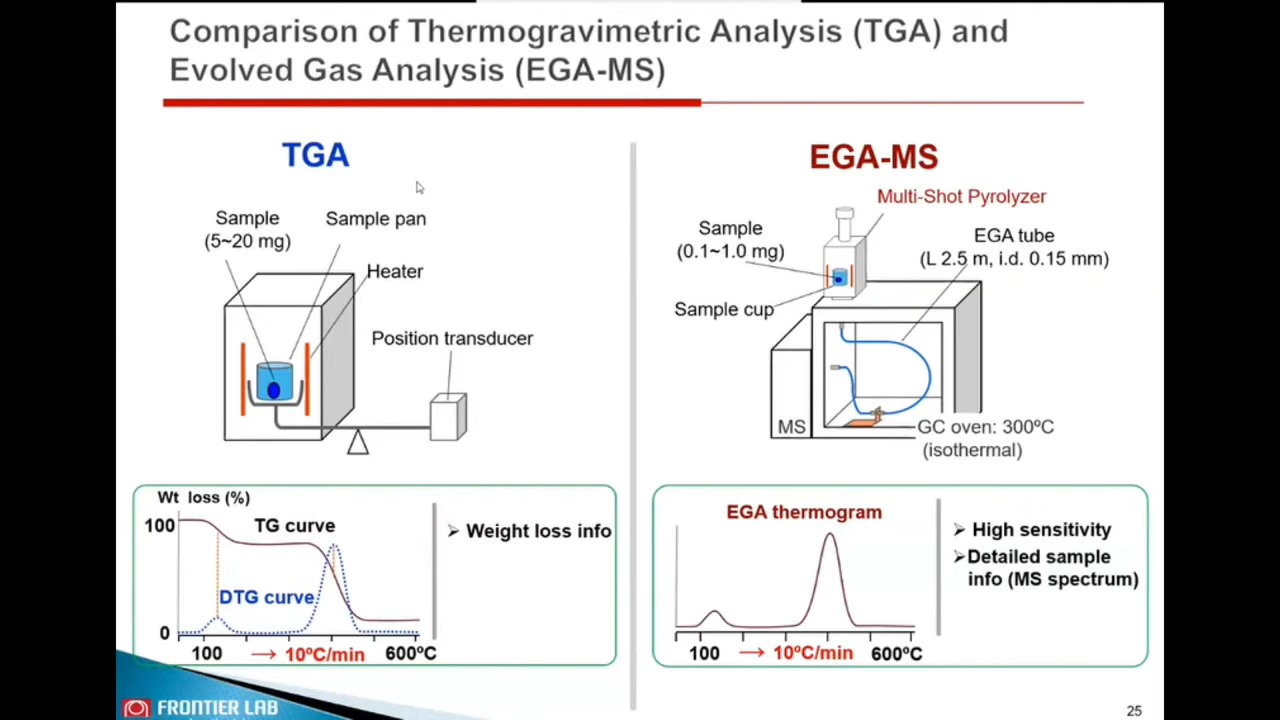 Comparison of Thermogravimetric Analysis (TGA) and
Evolved Gas Analysis (EGA-MS)
TGA
Sample
(5~20 mg)
Sample pan
Heater
Position transducer
Wt loss (%)
100
TG curve
DTG curve
0
100
10ºC/min
600ºC
➢ Weight loss info
EGA-MS
Multi-Shot Pyrolyzer
Sample
(0.1~1.0 mg)
EGA tube
(L 2.5 m, i.d. 0.15 mm)
Sample cup
MS
GC oven: 300ºC
(isothermal)
EGA thermogram
100
10ºC/min
600ºC
➢ High sensitivity
➢Detailed sample
info (MS spectrum)
FRONTIER LAB
25